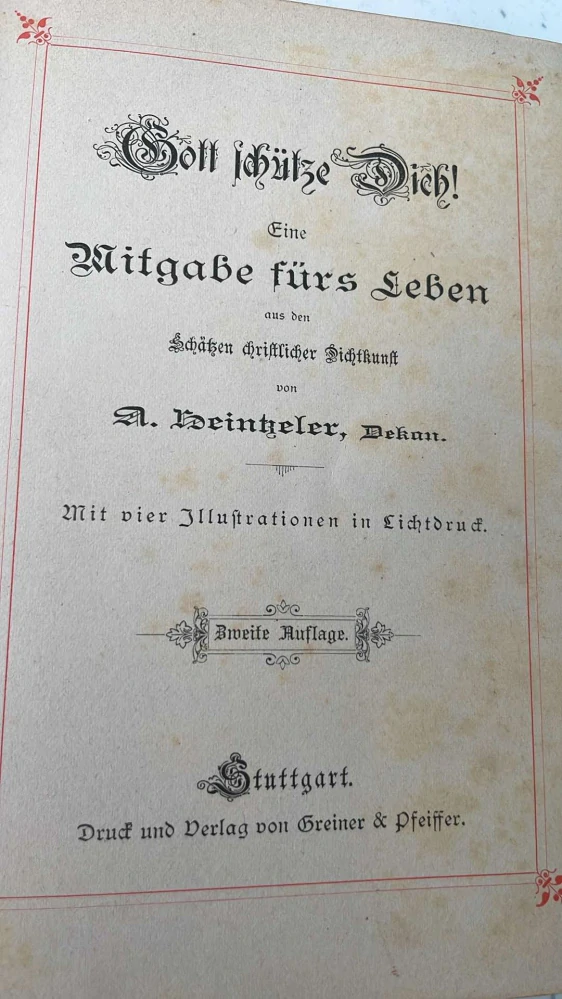 Gott schütze Dich!
Eine
Mitgabe fürs Leben
aus den
Schätzen christlicher Dichtkunst
von
A. Heintzeler, Dekan.
Mit vier Illustrationen in Lichtdruck.
Zweite Auflage.
Stuttgart.
Druck und Verlag von Greiner & Pfeiffer.